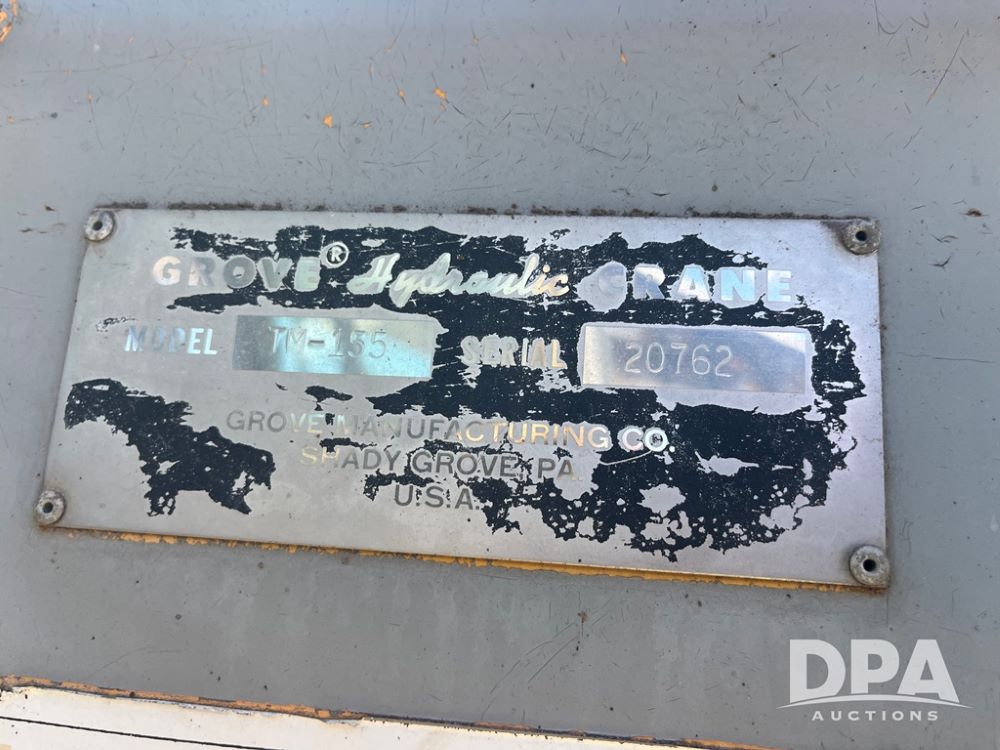 GROVE® Hydraulic CRANE
MODEL TM-155 SERIAL 20762
GROVE MANUFACTURING CO.
SHADY GROVE, PA.
U.S.A.
DPA
AUCTIONS